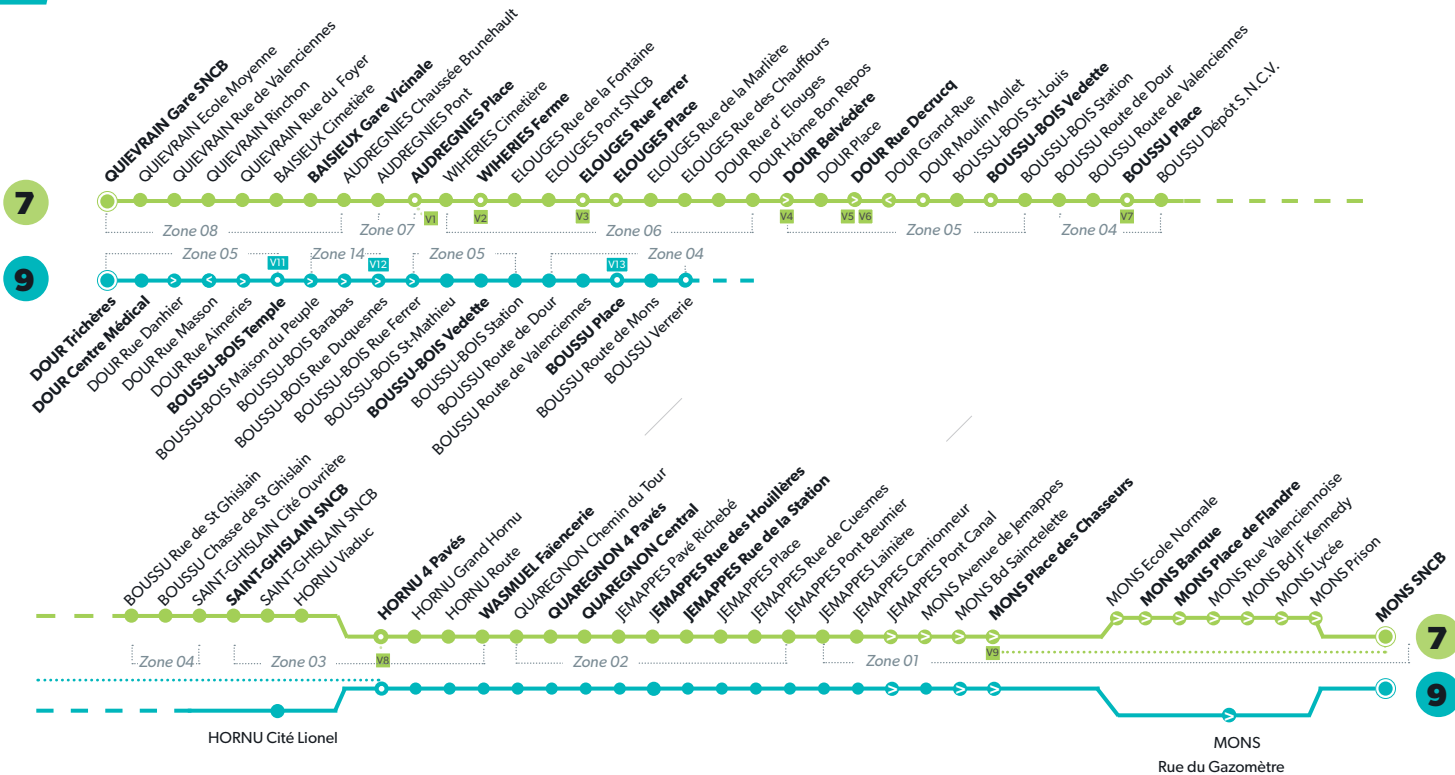 QUIEVRAIN Gare SNCB
QUIEVRAIN Ecole Moyenne
QUIEVRAIN Rue de Valenciennes
QUIEVRAIN Rinchon
QUIEVRAIN Rue du Foyer
BAISIEUX Cimetière
BAISIEUX Gare Vicinale
AUDREGNIES Chaussée Brunehault
AUDREGNIES Pont
AUDREGNIES Place
WIHERIES Cimetière
WIHERIES Ferme
ELOUGES Rue de la Fontaine
ELOUGES Pont SNCB
ELOUGES Rue Ferrer
ELOUGES Place
ELOUGES Rue de la Marlière
ELOUGES Rue des Chauffours
DOUR Rue d' Elouges
DOUR Hôme Bon Repos
DOUR Belvédère
DOUR Place
DOUR Rue Decrucq
DOUR Grand-Rue
DOUR Moulin Mollet
BOUSSU-BOIS St-Louis
BOUSSU-BOIS Vedette
BOUSSU-BOIS Station
BOUSSU Route de Dour
BOUSSU Route de Valenciennes
BOUSSU Place
BOUSSU Dépôt S.N.C.V.
7
V1
V2
V3
V4
V5
V6
V7
Zone 08
Zone 07
Zone 06
Zone 05
Zone 04
Zone 05
Zone 14
Zone 05
Zone 04
V11
V12
V13
9
DOUR Trichères
DOUR Centre Médical
DOUR Rue Danhier
DOUR Rue Masson
DOUR Rue Aimeries
BOUSSU-BOIS Temple
BOUSSU-BOIS Maison du Peuple
BOUSSU-BOIS Barabas
BOUSSU-BOIS Rue Duquesnes
BOUSSU-BOIS Rue Ferrer
BOUSSU-BOIS St-Mathieu
BOUSSU-BOIS Vedette
BOUSSU-BOIS Station
BOUSSU Route de Dour
BOUSSU Route de Valenciennes
BOUSSU Place
BOUSSU Route de Mons
BOUSSU Verrerie
BOUSSU Rue de St Ghislain
BOUSSU Chasse de St Ghislain
SAINT-GHISLAIN Cité Ouvrière
SAINT-GHISLAIN SNCB
SAINT-GHISLAIN SNCB
HORNU Viaduc
HORNU 4 Pavés
HORNU Grand Hornu
HORNU Route
WASMUEL Faïencerie
QUAREGNON Chemin du Tour
QUAREGNON 4 Pavés
QUAREGNON Central
JEMAPPES Pavé Richebé
JEMAPPES Rue des Houillères
JEMAPPES Rue de la Station
JEMAPPES Place
JEMAPPES Rue de Cuesmes
JEMAPPES Pont Beumier
JEMAPPES Lainière
JEMAPPES Camionneur
JEMAPPES Pont Canal
MONS Avenue de Jemappes
MONS Bd Sainctelette
MONS Place des Chasseurs
MONS Ecole Normale
MONS Banque
MONS Place de Flandre
MONS Rue Valenciennoise
MONS Bd JF Kennedy
MONS Lycée
MONS Prison
MONS SNCB
7
Zone 04
Zone 03
V8
Zone 02
Zone 01
V9
9
HORNU Cité Lionel
MONS
Rue du Gazomètre